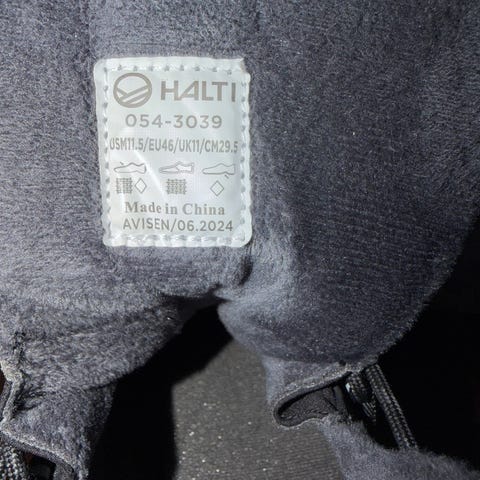 HALTI
054-3039
USM11.5/EU46/UK11/CM29.5
Made in China
AVISEN/06.2024